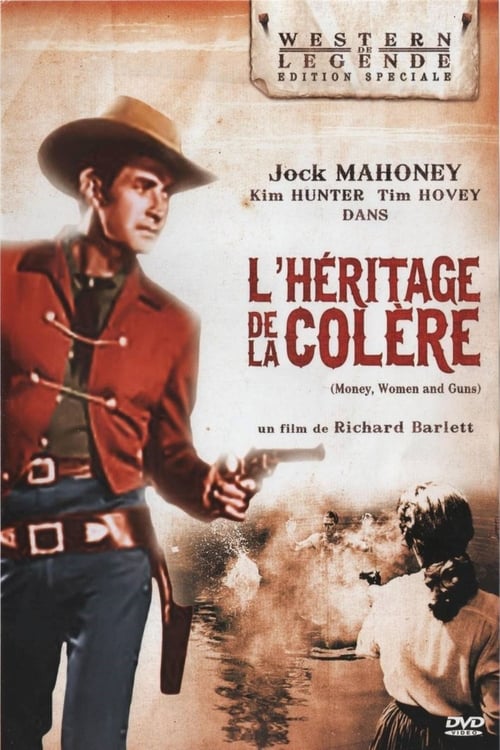 WESTERN
DE
LEGENDE
EDITION SPECIALE
Jock MAHONEY
Kim HUNTER Tim HOVEY
DANS
L'HÉRITAGE
DE LA COLÈRE
(Money, Women and Guns)
un film de Richard Barlett
DVD
VIDEO